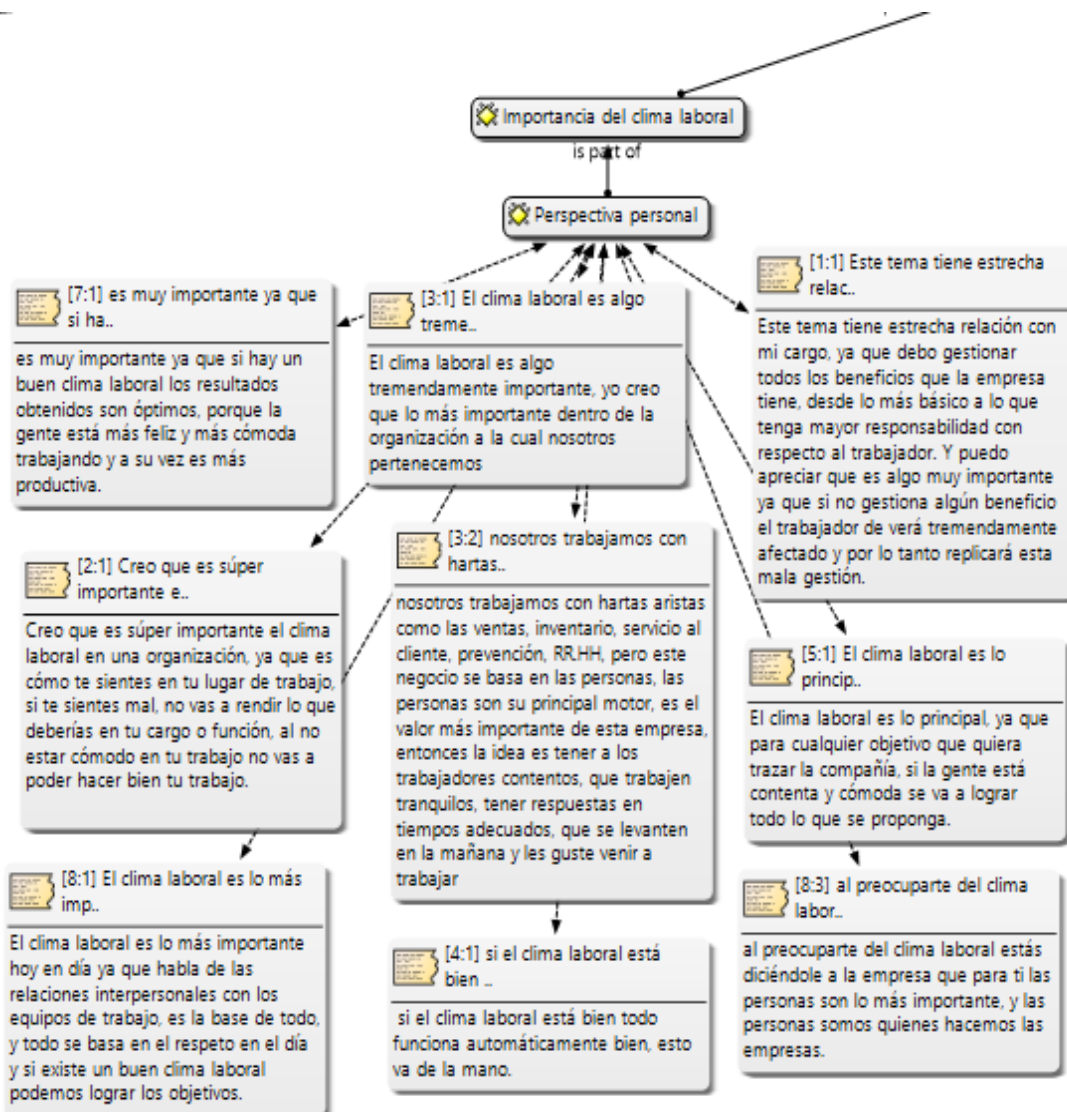 Importancia del clima laboral
is part of
Perspectiva personal
[7:1] es muy importante ya que
si ha..
es muy importante ya que si hay un
buen clima laboral los resultados
obtenidos son óptimos, porque la
gente está más feliz y más cómoda
trabajando y a su vez es más
productiva.
[3:1] El clima laboral es algo
treme..
El clima laboral es algo
tremendamente importante, yo creo
que lo más importante dentro de la
organización a la cual nosotros
pertenecemos
[1:1] Este tema tiene estrecha
relac..
Este tema tiene estrecha relación con
mi cargo, ya que debo gestionar
todos los beneficios que la empresa
tiene, desde lo más básico a lo que
tenga mayor responsabilidad con
respecto al trabajador. Y puedo
apreciar que es algo muy importante
ya que si no gestiona algún beneficio
el trabajador de verá tremendamente
afectado y por lo tanto replicará esta
mala gestión.
[2:1] Creo que es súper
importante e..
Creo que es súper importante el clima
laboral en una organización, ya que es
cómo te sientes en tu lugar de trabajo,
si te sientes mal, no vas a rendir lo que
deberías en tu cargo o función, al no
estar cómodo en tu trabajo no vas a
poder hacer bien tu trabajo.
[3:2] nosotros trabajamos con
hartas..
nosotros trabajamos con hartas aristas
como las ventas, inventario, servicio al
cliente, prevención, RR.HH, pero este
negocio se basa en las personas, las
personas son su principal motor, es el
valor más importante de esta empresa,
entonces la idea es tener a los
trabajadores contentos, que trabajen
tranquilos, tener respuestas en
tiempos adecuados, que se levanten
en la mañana y les guste venir a
trabajar
[5:1] El clima laboral es lo
princip..
El clima laboral es lo principal, ya que
para cualquier objetivo que quiera
trazar la compañía, si la gente está
contenta y cómoda se va a lograr
todo lo que se proponga.
[8:1] El clima laboral es lo más
imp..
El clima laboral es lo más importante
hoy en día ya que habla de las
relaciones interpersonales con los
equipos de trabajo, es la base de todo,
y todo se basa en el respeto en el día
y si existe un buen clima laboral
podemos lograr los objetivos.
[4:1] si el clima laboral está
bien ..
si el clima laboral está bien todo
funciona automáticamente bien, esto
va de la mano.
[8:3] al preocuparte del clima
labor..
al preocuparte del clima laboral estás
diciéndole a la empresa que para ti las
personas son lo más importante, y las
personas somos quienes hacemos las
empresas.